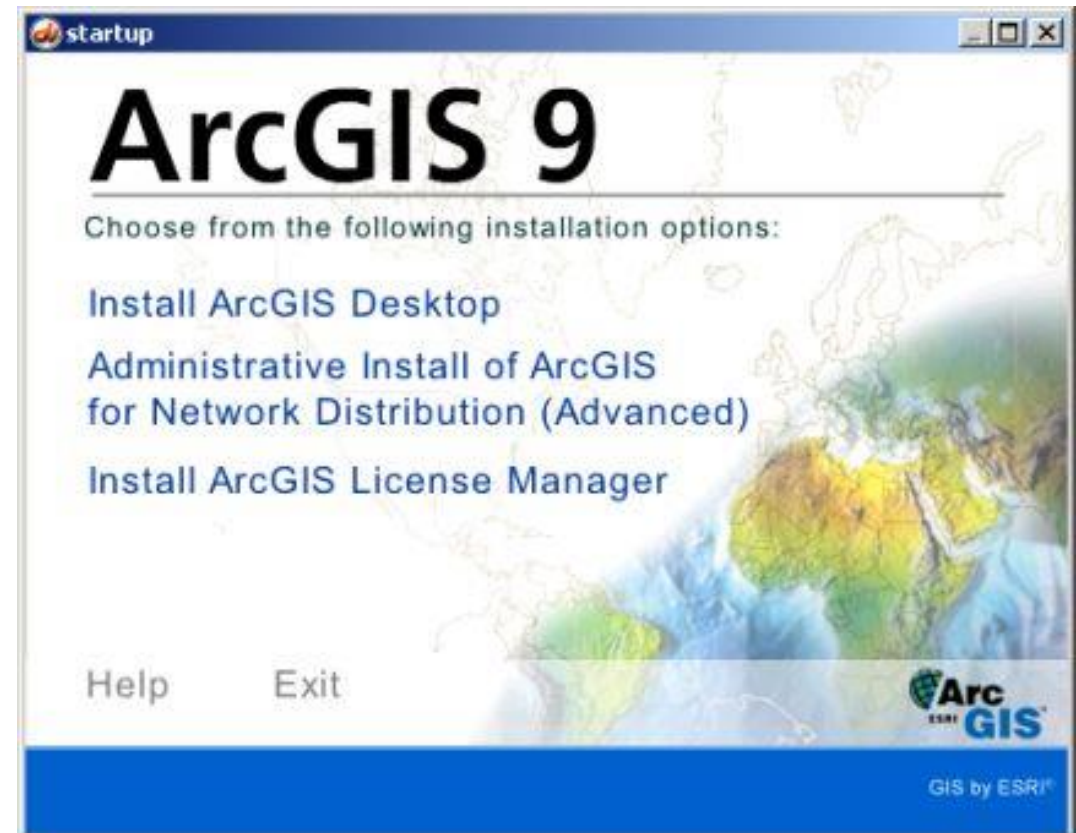 startup
ArcGIS 9
Choose from the following installation options:
Install ArcGIS Desktop
Administrative Install of ArcGIS
for Network Distribution (Advanced)
Install ArcGIS License Manager
Help Exit
Arc
ESRI GIS
GIS by ESRI®